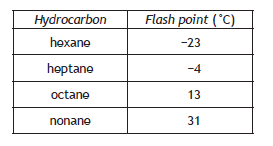 Hydrocarbon Flash point (°C)
hexane −23
heptane −4
octane 13
nonane 31